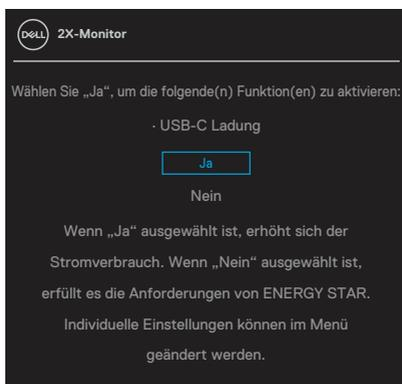 DELL 2X-Monitor
Wählen Sie „Ja“, um die folgende(n) Funktion(en) zu aktivieren:
· USB-C Ladung
Ja
Nein
Wenn „Ja“ ausgewählt ist, erhöht sich der
Stromverbrauch. Wenn „Nein“ ausgewählt ist,
erfüllt es die Anforderungen von ENERGY STAR.
Individuelle Einstellungen können im Menü
geändert werden.